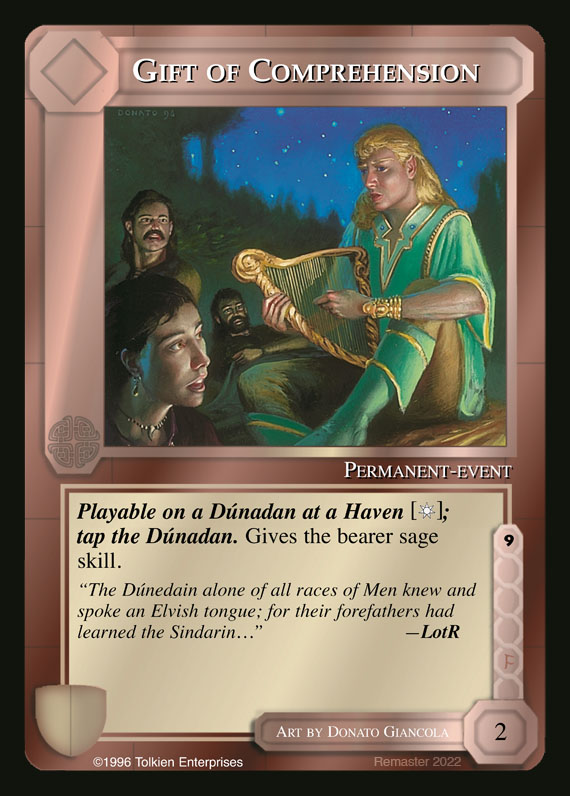 Gift of Comprehension
DONATO 96
Permanent-event
Playable on a Dúnadan at a Haven [☼];
tap the Dúnadan. Gives the bearer sage
skill.
“The Dúnedain alone of all races of Men knew and
spoke an Elvish tongue; for their forefathers had
learned the Sindarin…” —LotR
9
F
Art by Donato Giancola
2
©1996 Tolkien Enterprises
Remaster 2022